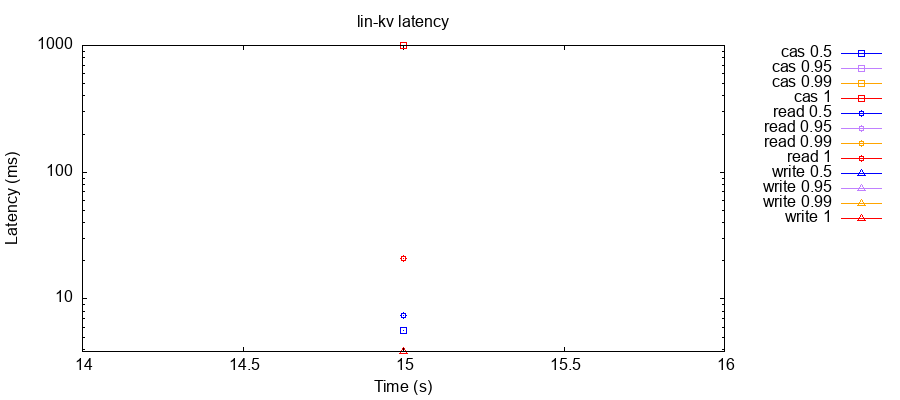 lin-kv latency
1000
100
10
Latency (ms)
14
14.5
15
15.5
16
Time (s)
cas 0.5
cas 0.95
cas 0.99
cas 1
read 0.5
read 0.95
read 0.99
read 1
write 0.5
write 0.95
write 0.99
write 1